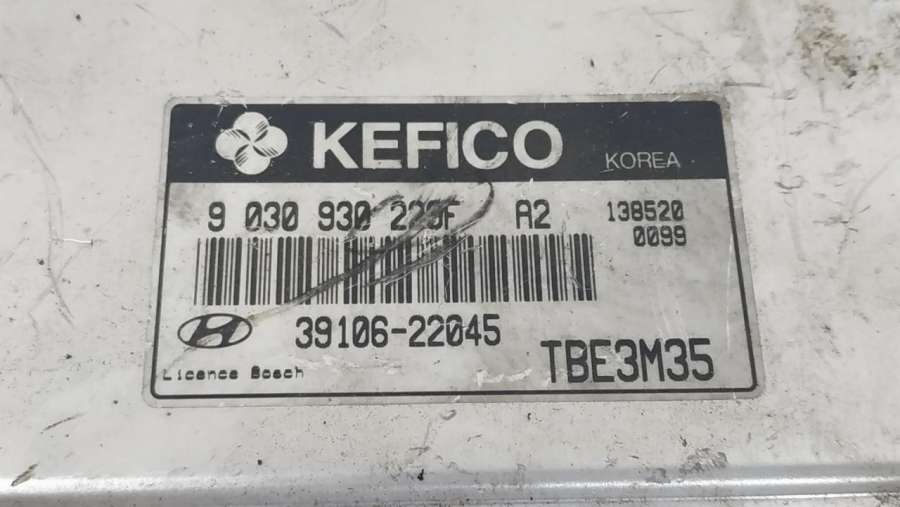 KEFICO KOREA
9 030 930 A2 138520
0099
39106-22045
TBE3M35
Licence Bosch